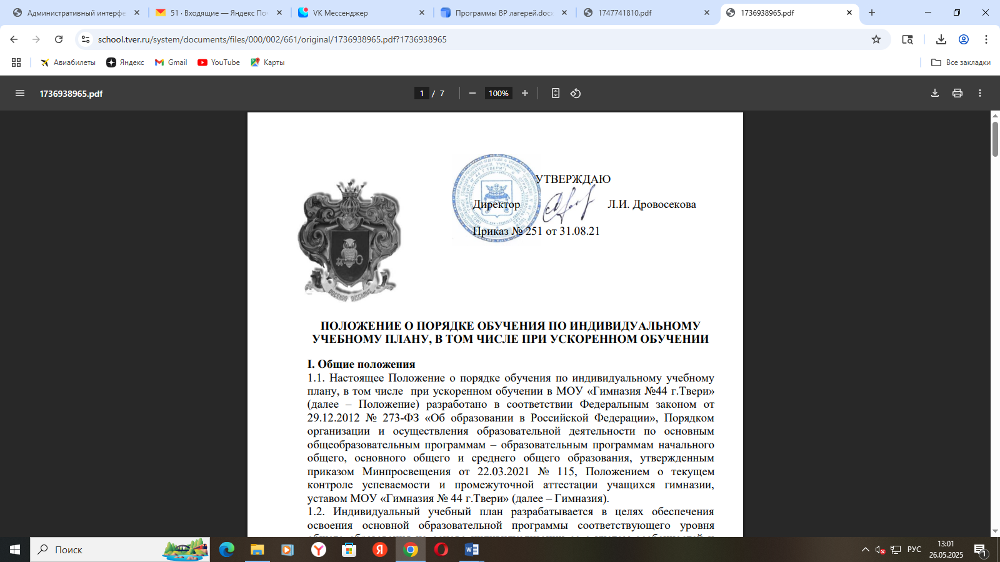 Административный интерфе
51 · Входящие — Яндекс По
VK Мессенджер
Программы ВР лагерей.docx
1747741810.pdf
1736938965.pdf
school.tver.ru/system/documents/files/000/002/661/original/1736938965.pdf?1736938965
Авиабилеты
Яндекс
Gmail
YouTube
Карты
Все закладки
1736938965.pdf
1 / 7
100%
УТВЕРЖДАЮ
Директор Л.И. Дровосекова
Приказ № 251 от 31.08.21
DOCENDO DISCIMUS
ПОЛОЖЕНИЕ О ПОРЯДКЕ ОБУЧЕНИЯ ПО ИНДИВИДУАЛЬНОМУ
УЧЕБНОМУ ПЛАНУ, В ТОМ ЧИСЛЕ ПРИ УСКОРЕННОМ ОБУЧЕНИИ
I. Общие положения
1.1. Настоящее Положение о порядке обучения по индивидуальному учебному
плану, в том числе при ускоренном обучении в МОУ «Гимназия №44 г.Твери»
(далее – Положение) разработано в соответствии Федеральным законом от
29.12.2012 № 273-ФЗ «Об образовании в Российской Федерации», Порядком
организации и осуществления образовательной деятельности по основным
общеобразовательным программам – образовательным программам начального
общего, основного общего и среднего общего образования, утвержденным
приказом Минпросвещения от 22.03.2021 № 115, Положением о текущем
контроле успеваемости и промежуточной аттестации учащихся гимназии,
уставом МОУ «Гимназия № 44 г.Твери» (далее – Гимназия).
1.2. Индивидуальный учебный план разрабатывается в целях обеспечения
освоения основной образовательной программы соответствующего уровня
Поиск
РУС
13:01
26.05.2025
1